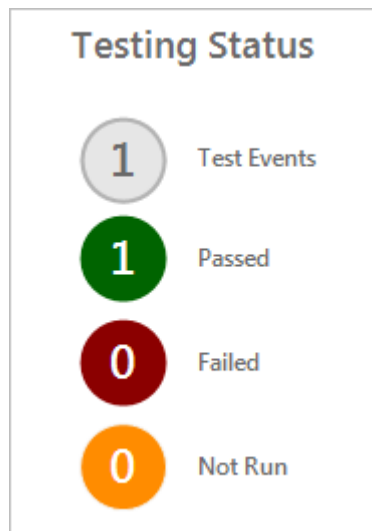 Testing Status
1 Test Events
1 Passed
0 Failed
0 Not Run